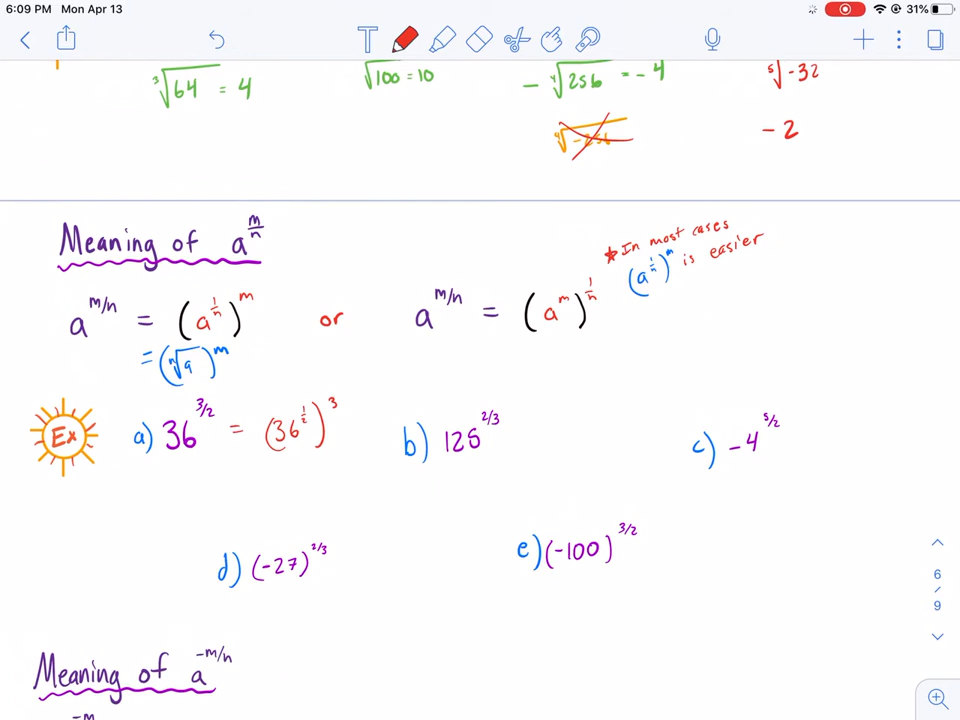 6:09 PM Mon Apr 13 31%
T
∛64 = 4
√100 = 10
- ∜256 = - 4
⁵√-32
∜-256
- 2
Meaning of a^(m/n)
* In most cases
(a^(1/n))^m is easier
a^(m/n) = (a^(1/n))^m or a^(m/n) = (a^m)^(1/n)
= (ⁿ√a)^m
Ex a) 36^(3/2) = (36^(1/2))^3 b) 125^(2/3) c) -4^(5/2)
d) (-27)^(2/3) e) (-100)^(3/2)
6
/
9
Meaning of a^(-m/n)
-m